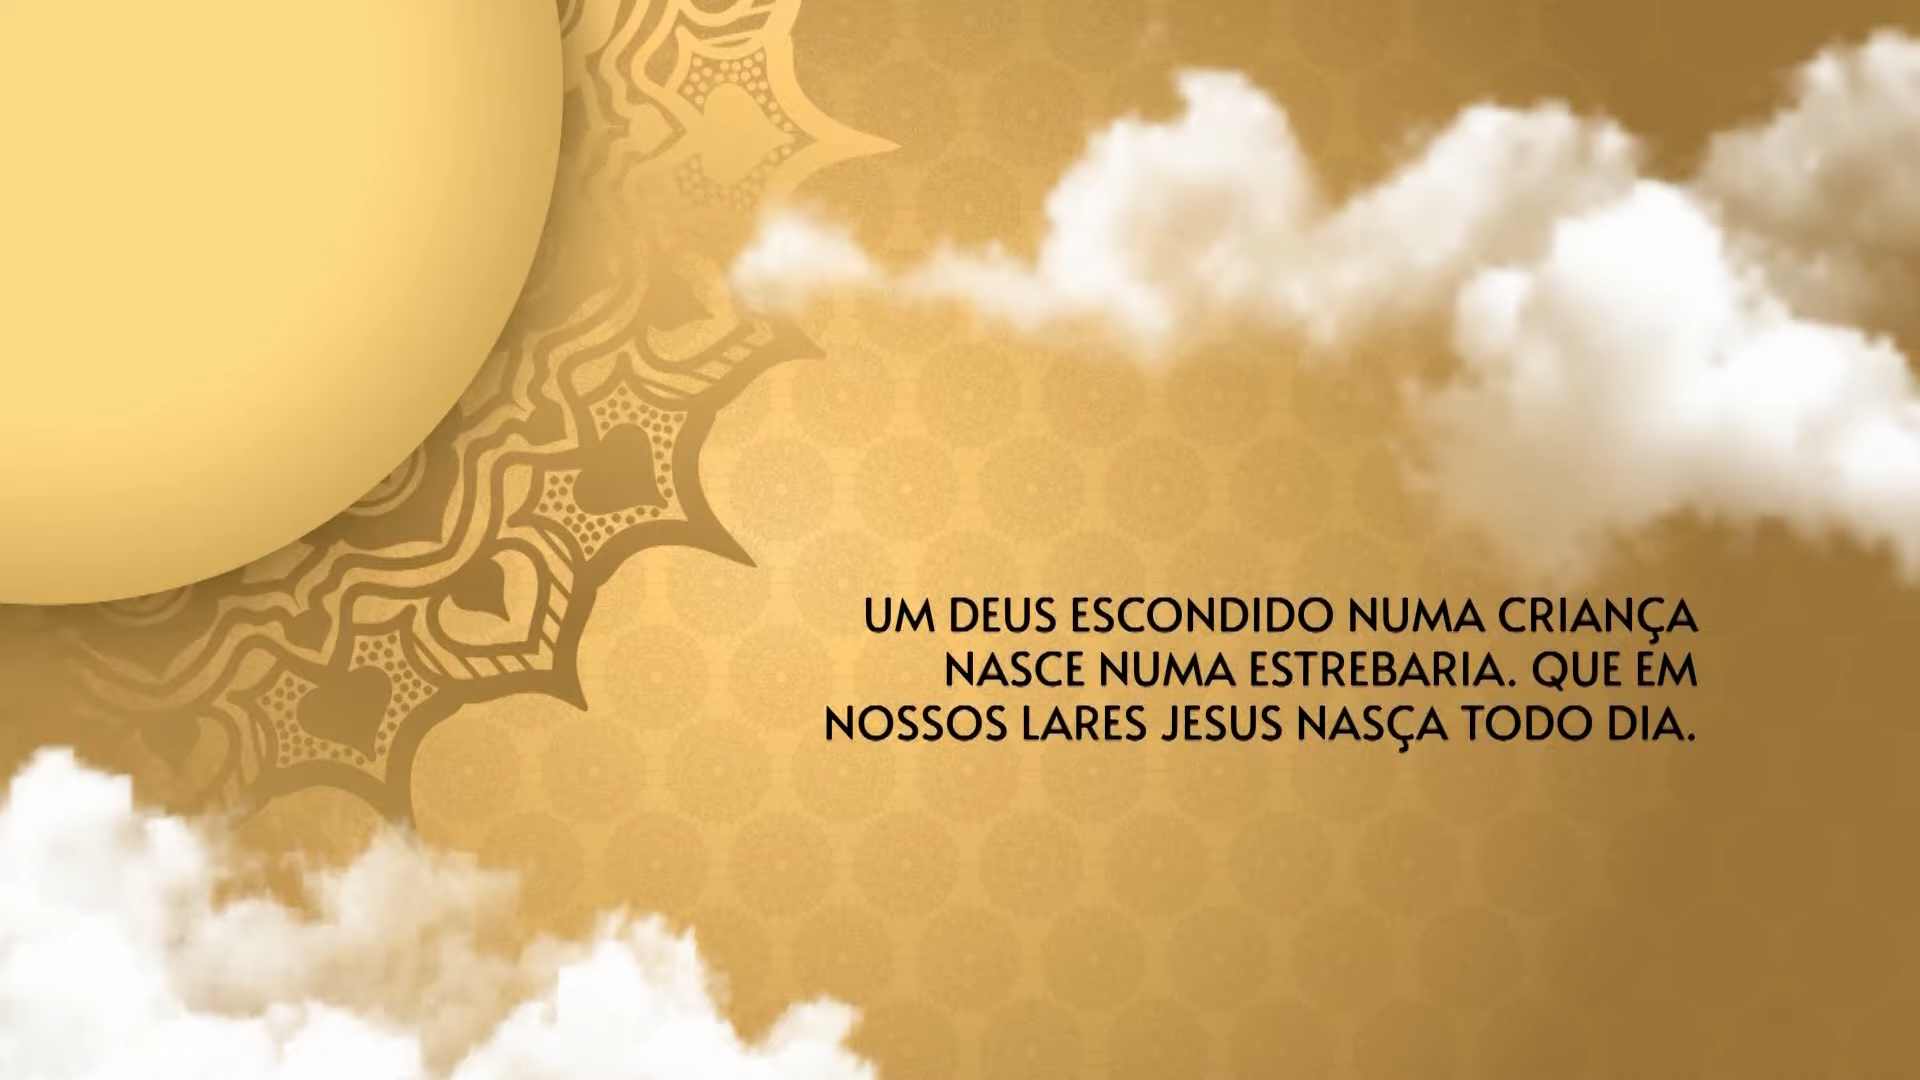 UM DEUS ESCONDIDO NUMA CRIANÇA
NASCE NUMA ESTREBARIA. QUE EM
NOSSOS LARES JESUS NASÇA TODO DIA.